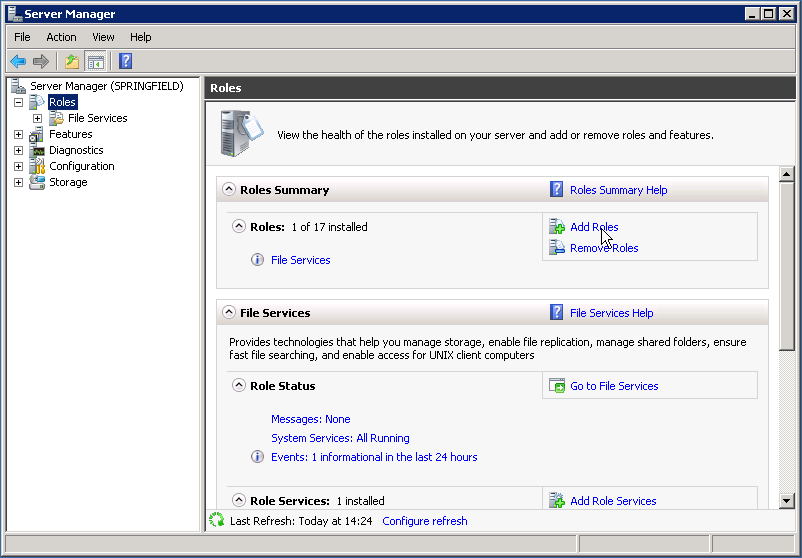 Server Manager
File Action View Help
Server Manager (SPRINGFIELD)
Roles
File Services
Features
Diagnostics
Configuration
Storage
Roles
View the health of the roles installed on your server and add or remove roles and features.
Roles Summary
Roles Summary Help
Roles: 1 of 17 installed
Add Roles
Remove Roles
File Services
File Services
File Services Help
Provides technologies that help you manage storage, enable file replication, manage shared folders, ensure
fast file searching, and enable access for UNIX client computers
Role Status
Go to File Services
Messages: None
System Services: All Running
Events: 1 informational in the last 24 hours
Role Services: 1 installed
Add Role Services
Last Refresh: Today at 14:24 Configure refresh